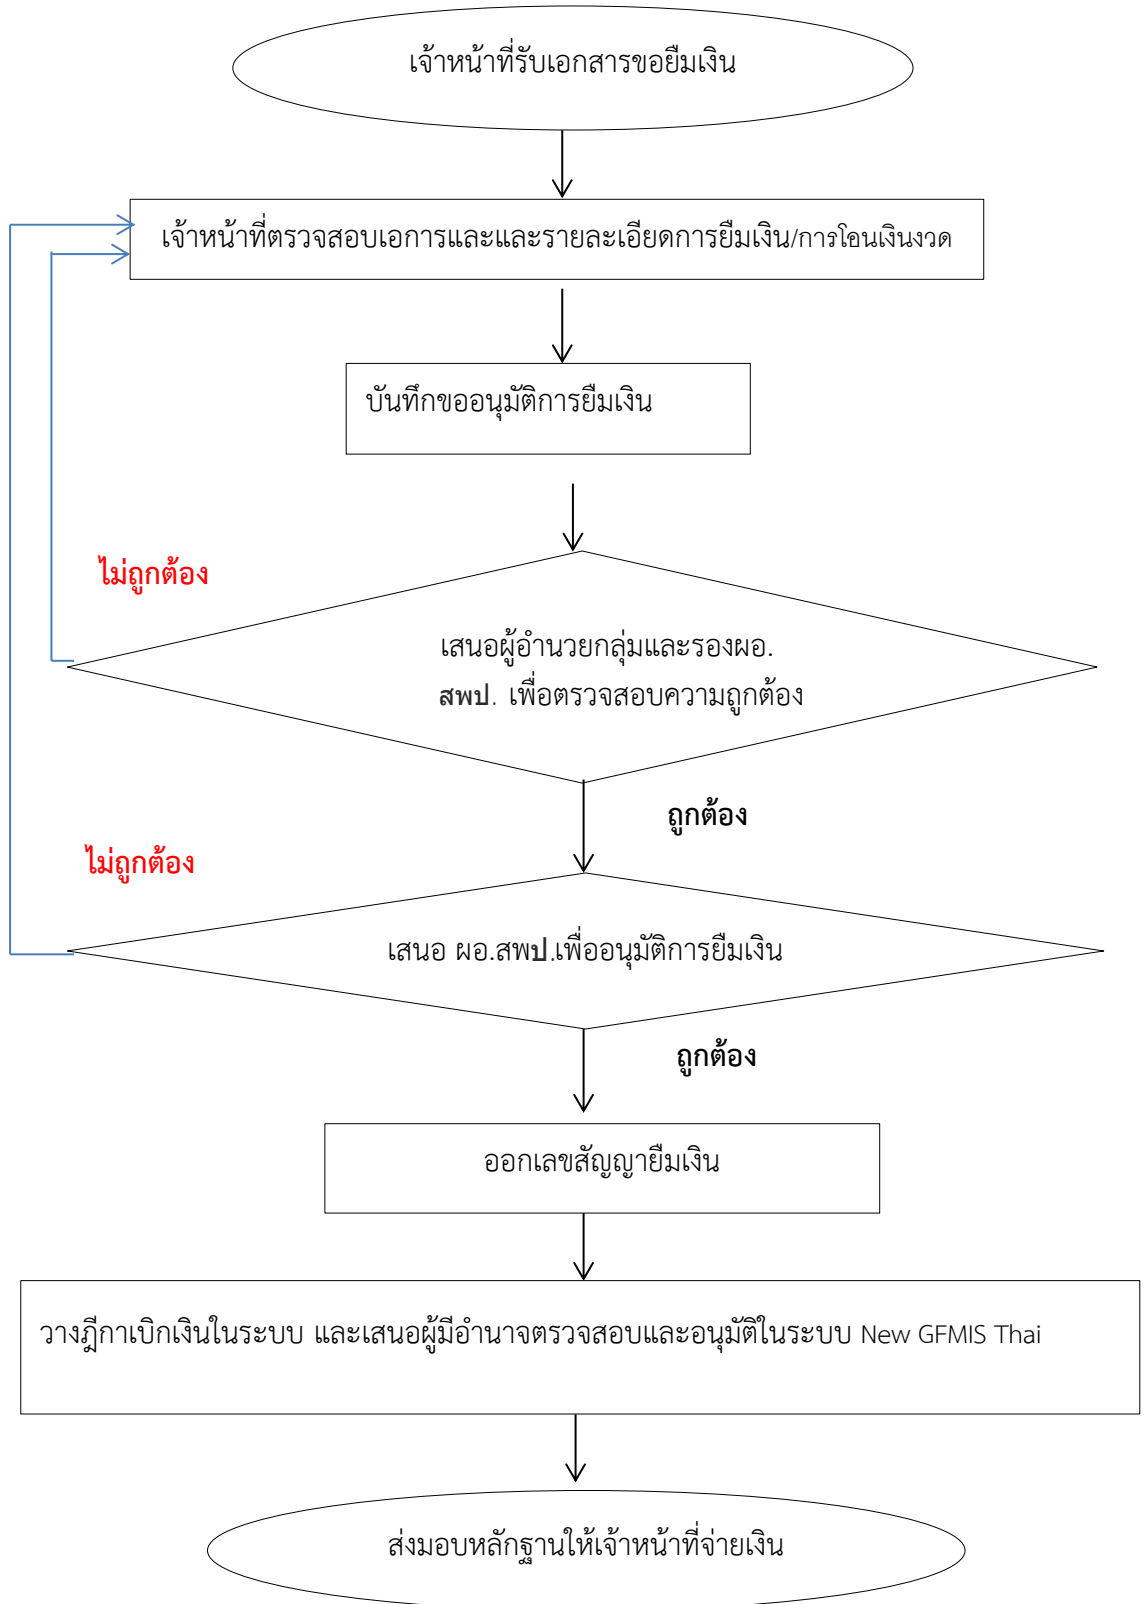 เจ้าหน้าที่รับเอกสารขอยืมเงิน
เจ้าหน้าที่ตรวจสอบเอการและและรายละเอียดการยืมเงิน/การโอนเงินงวด
บันทึกขออนุมัติการยืมเงิน
ไม่ถูกต้อง
เสนอผู้อำนวยกลุ่มและรองผอ.
สพป. เพื่อตรวจสอบความถูกต้อง
ถูกต้อง
ไม่ถูกต้อง
เสนอ ผอ.สพป.เพื่ออนุมัติการยืมเงิน
ถูกต้อง
ออกเลขสัญญายืมเงิน
วางฎีกาเบิกเงินในระบบ และเสนอผู้มีอำนาจตรวจสอบและอนุมัติในระบบ New GFMIS Thai
ส่งมอบหลักฐานให้เจ้าหน้าที่จ่ายเงิน